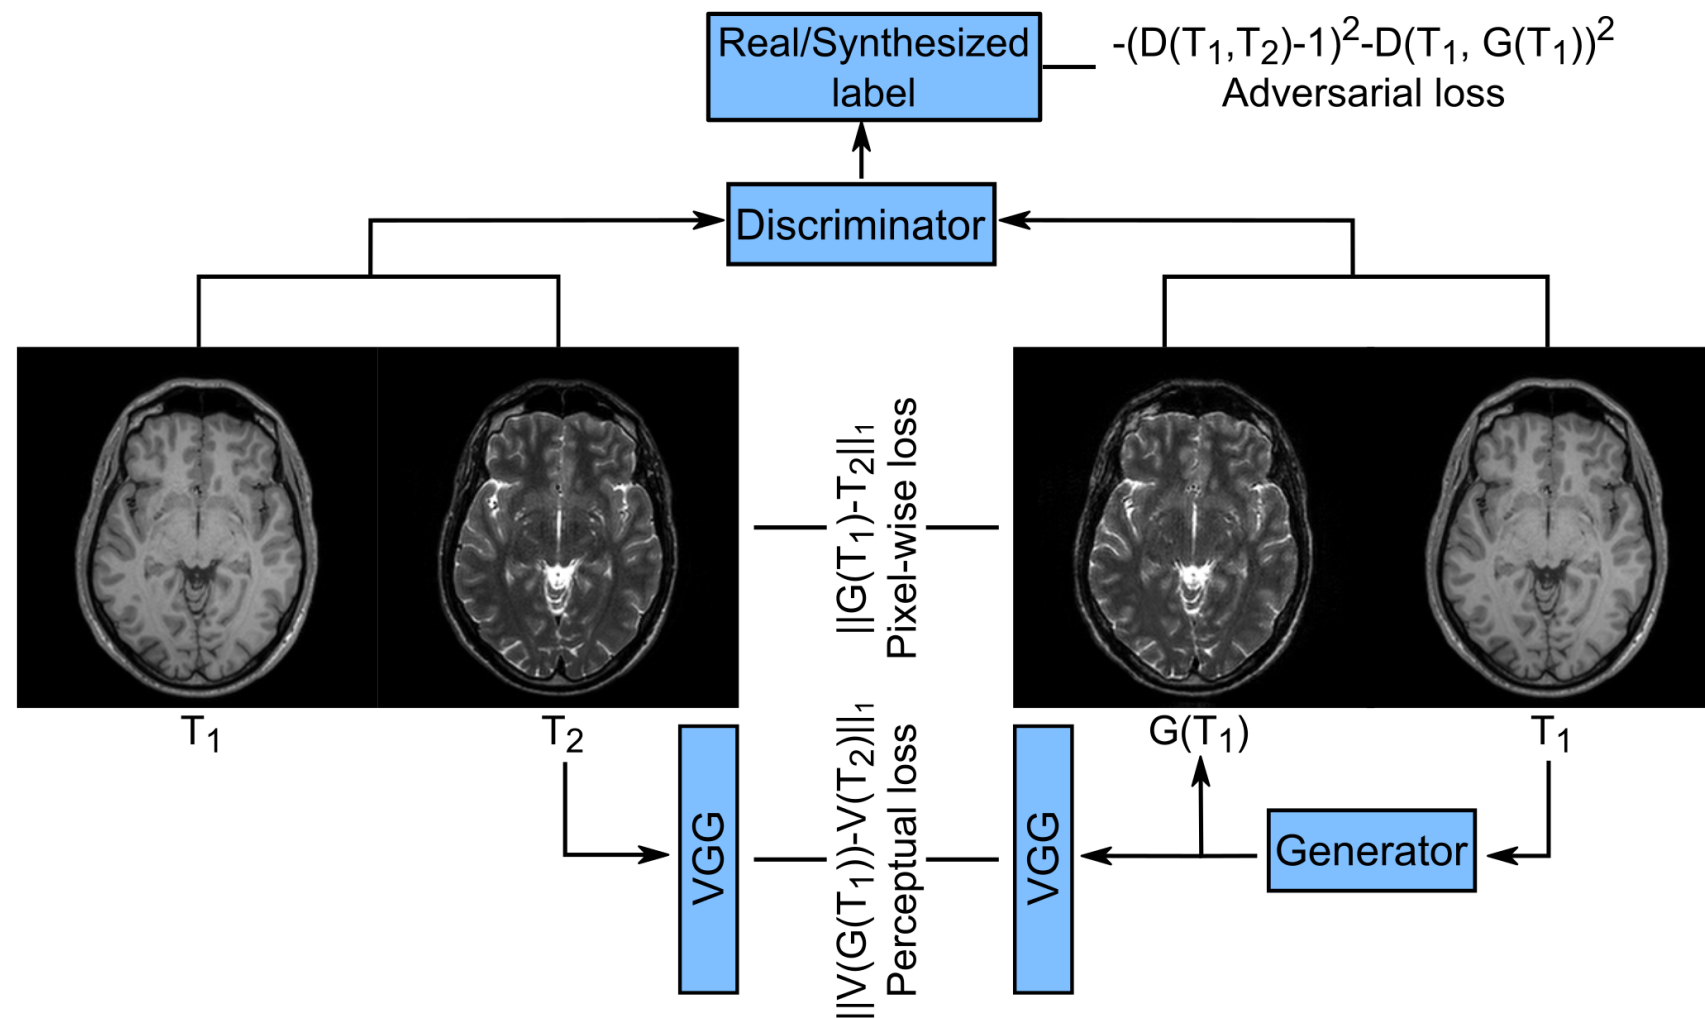 Real/Synthesized
label
-(D(T₁,T₂)-1)²-D(T₁, G(T₁))²
Adversarial loss
Discriminator
||G(T₁)-T₂||₁
Pixel-wise loss
T₁
T₂
G(T₁)
T₁
VGG
||V(G(T₁))-V(T₂)||₁
Perceptual loss
VGG
Generator